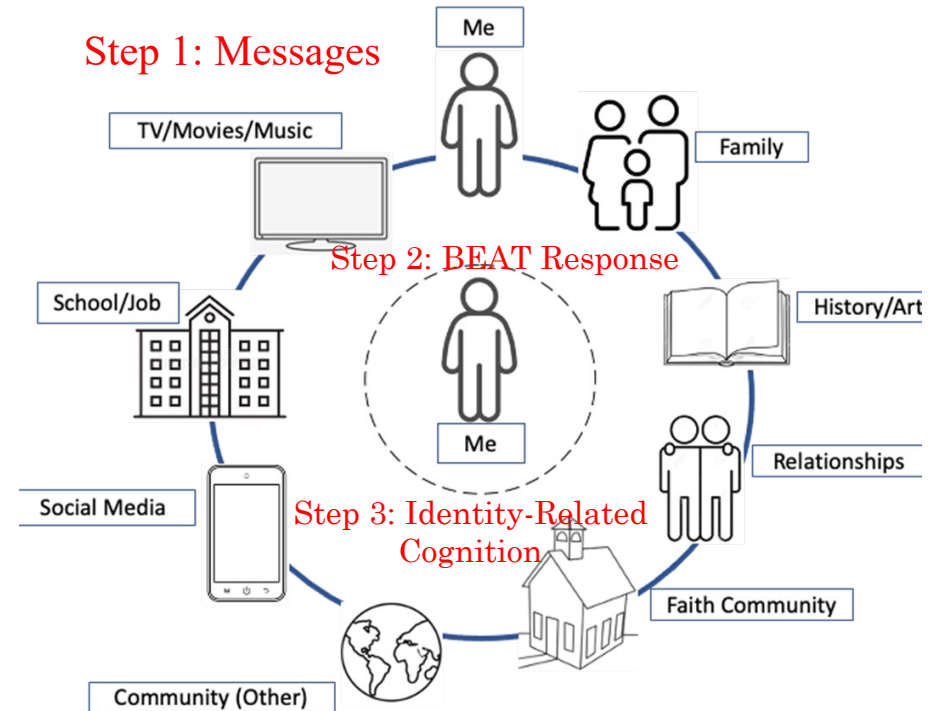 Me
Step 1: Messages
TV/Movies/Music
Family
Step 2: BEAT Response
School/Job
History/Art
Me
Relationships
Social Media
Step 3: Identity-Related
Cognition
Faith Community
Community (Other)